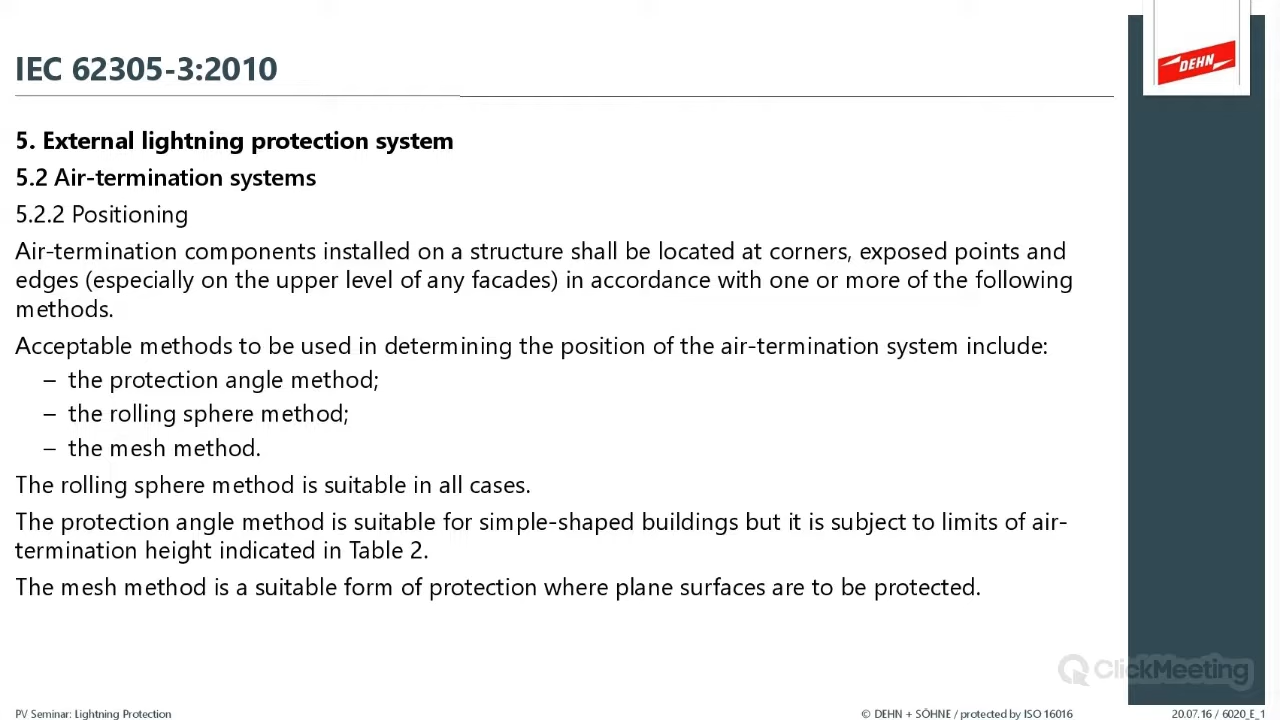 IEC 62305-3:2010
DEHN
5. External lightning protection system
5.2 Air-termination systems
5.2.2 Positioning
Air-termination components installed on a structure shall be located at corners, exposed points and
edges (especially on the upper level of any facades) in accordance with one or more of the following
methods.
Acceptable methods to be used in determining the position of the air-termination system include:
– the protection angle method;
– the rolling sphere method;
– the mesh method.
The rolling sphere method is suitable in all cases.
The protection angle method is suitable for simple-shaped buildings but it is subject to limits of air-
termination height indicated in Table 2.
The mesh method is a suitable form of protection where plane surfaces are to be protected.
ClickMeeting
PV Seminar: Lightning Protection
© DEHN + SÖHNE / protected by ISO 16016
20.07.16 / 6020_E_1